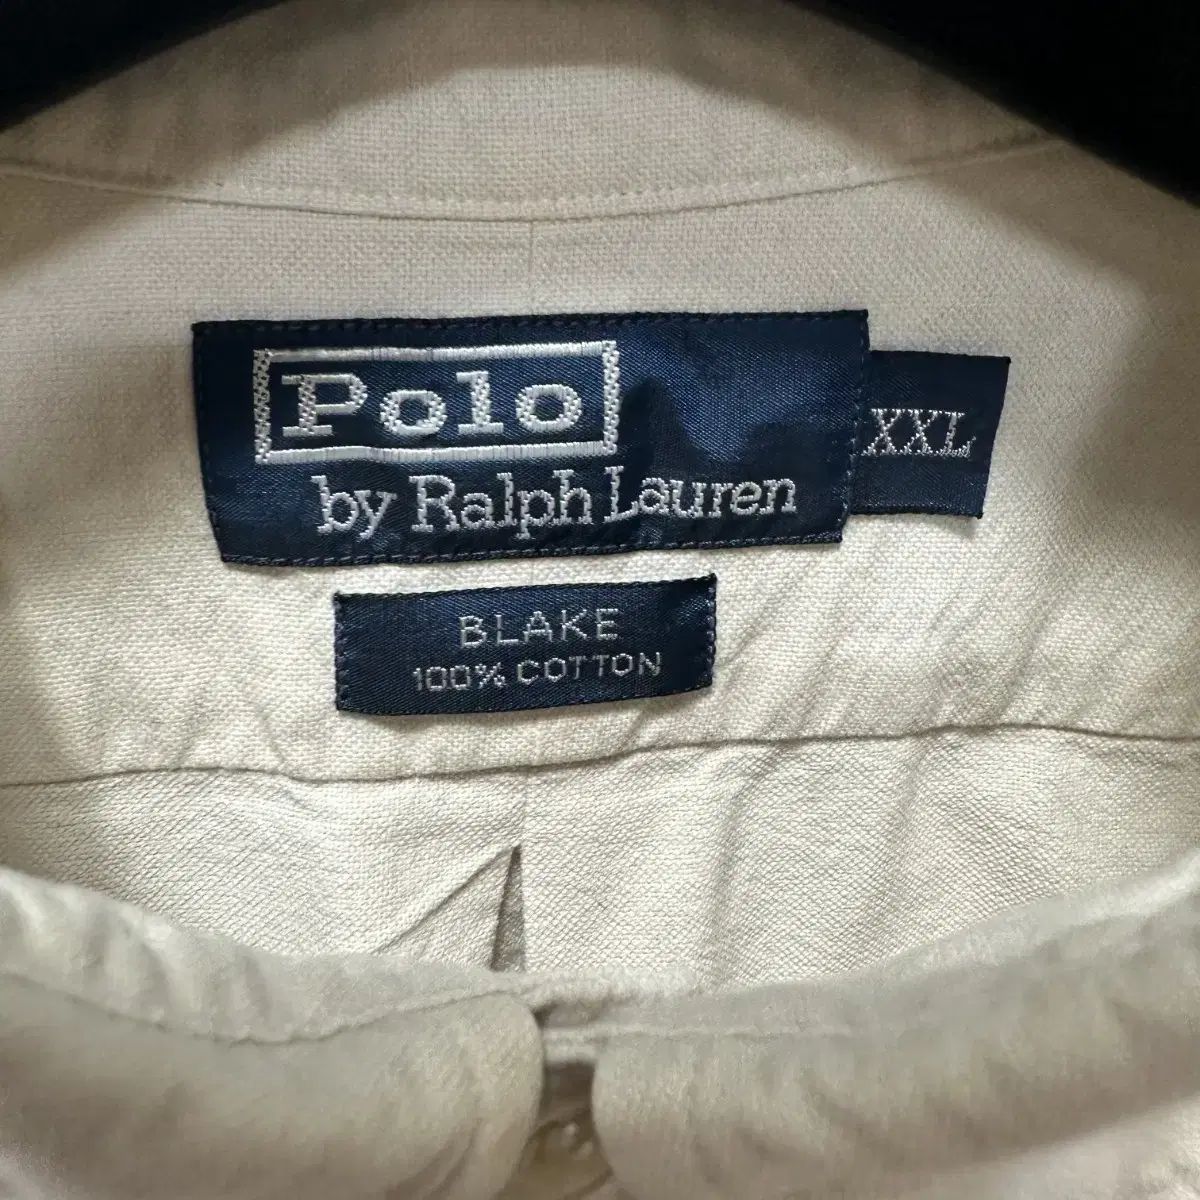 Polo
by Ralph Lauren
XXL
BLAKE
100% COTTON